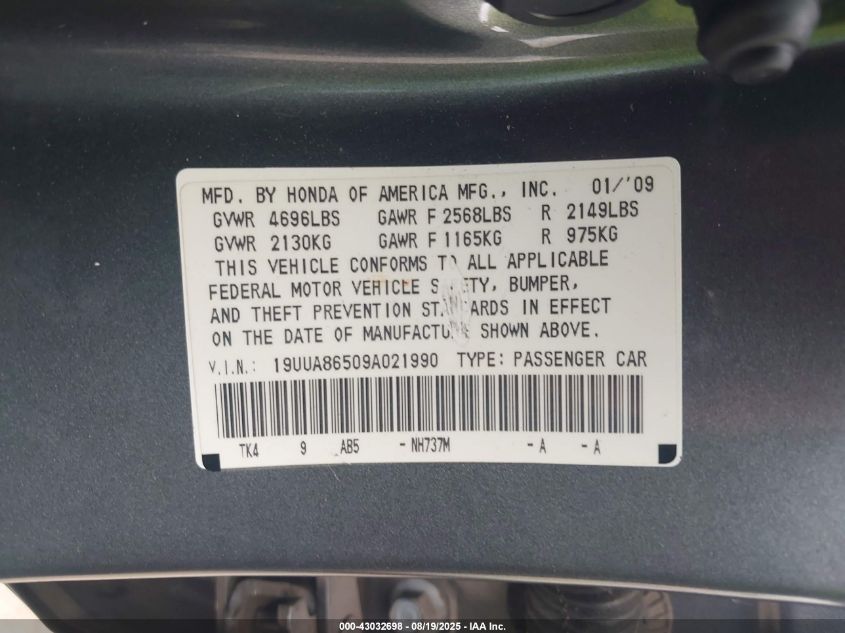 MFD. BY HONDA OF AMERICA MFG., INC. 01/'09
GVWR 4696LBS GAWR F 2568LBS R 2149LBS
GVWR 2130KG GAWR F 1165KG R 975KG
THIS VEHICLE CONFORMS TO ALL APPLICABLE
FEDERAL MOTOR VEHICLE SAFETY, BUMPER,
AND THEFT PREVENTION STANDARDS IN EFFECT
ON THE DATE OF MANUFACTURE SHOWN ABOVE.
V.I.N.: 19UUA86509A021990 TYPE: PASSENGER CAR
TK4 9 AB5 -NH737M -A -A
000-43032698 - 08/19/2025 - IAA Inc.